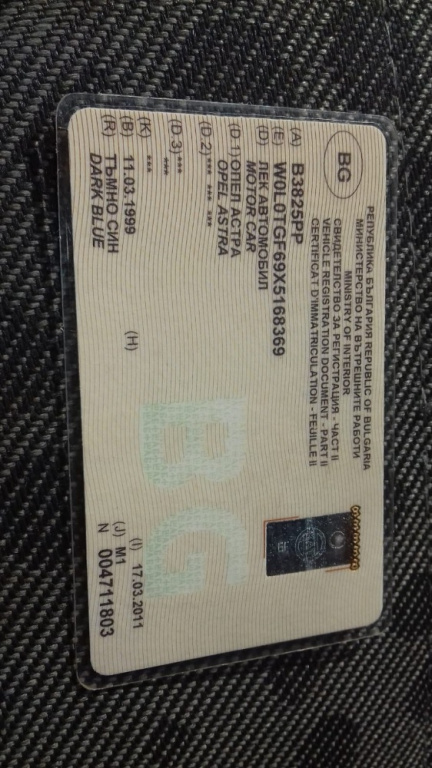 BG
РЕПУБЛИКА БЪЛГАРИЯ REPUBLIC OF BULGARIA
МИНИСТЕРСТВО НА ВЪТРЕШНИТЕ РАБОТИ
MINISTRY OF INTERIOR
СВИДЕТЕЛСТВО ЗА РЕГИСТРАЦИЯ - ЧАСТ II
VEHICLE REGISTRATION DOCUMENT - PART II
CERTIFICAT D'IMMATRICULATION - FEUILLE II
(A) B3825PP
(E) W0L0TGF69X5168369
(D) ЛЕК АВТОМОБИЛ
MOTOR CAR
(D.1) ОПЕЛ АСТРА
OPEL ASTRA
(D.2) *** *** ***
(D.3) ***
(K) ***
(B) 11.03.1999 (H) (I) 17.03.2011
(R) ТЪМНО СИН (J) M1
DARK BLUE N 004711803
BG